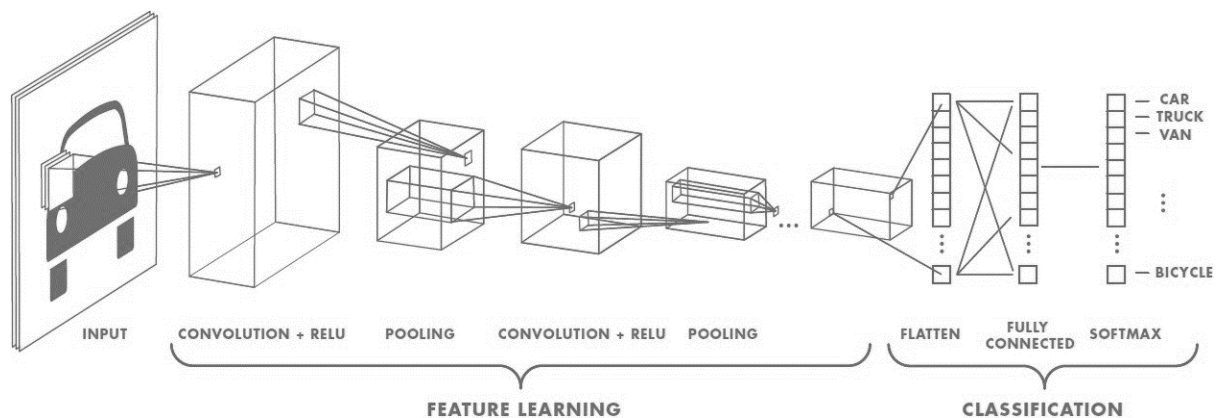 CAR
TRUCK
VAN
BICYCLE
INPUT
CONVOLUTION + RELU
POOLING
CONVOLUTION + RELU
POOLING
FLATTEN
FULLY
CONNECTED
SOFTMAX
FEATURE LEARNING
CLASSIFICATION